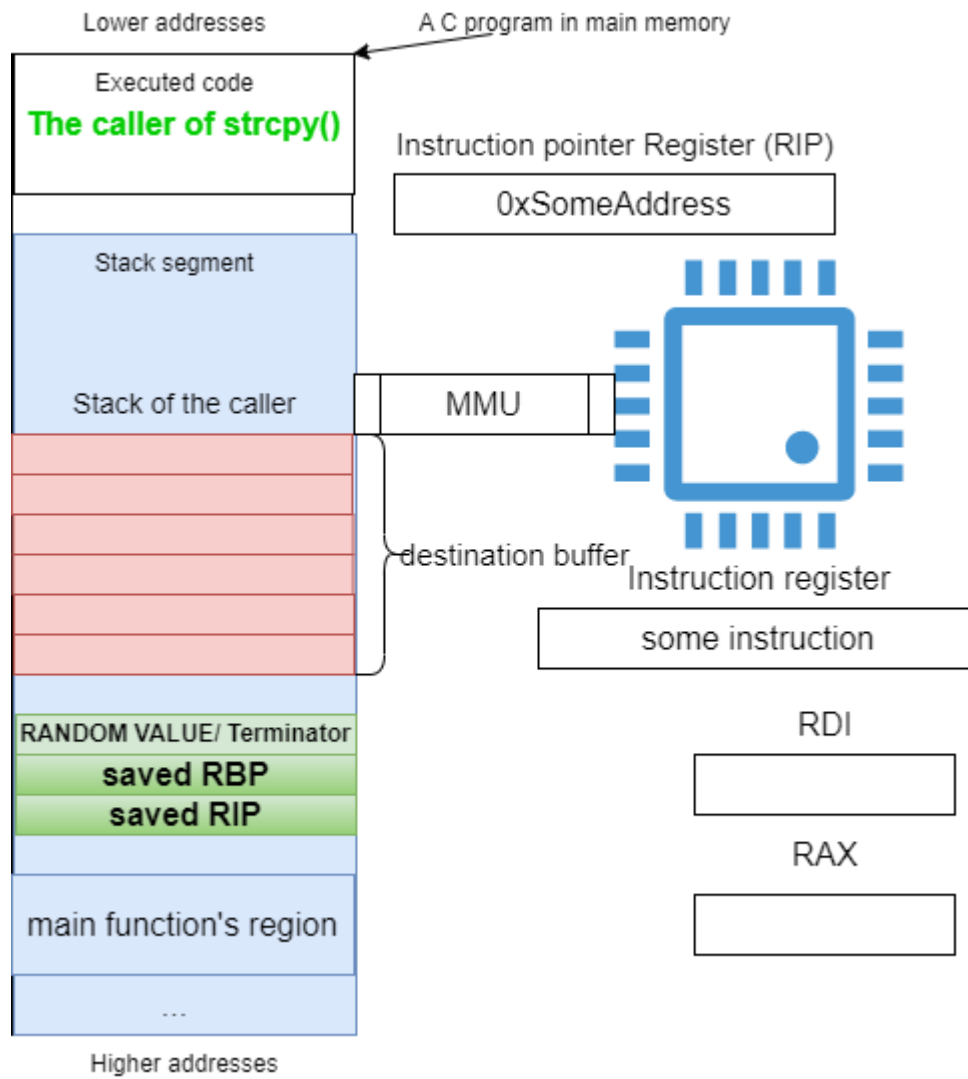 Lower addresses
A C program in main memory
Executed code
The caller of strcpy()
Instruction pointer Register (RIP)
0xSomeAddress
Stack segment
Stack of the caller
MMU
destination buffer
Instruction register
some instruction
RANDOM VALUE/ Terminator
RDI
saved RBP
saved RIP
RAX
main function's region
...
Higher addresses